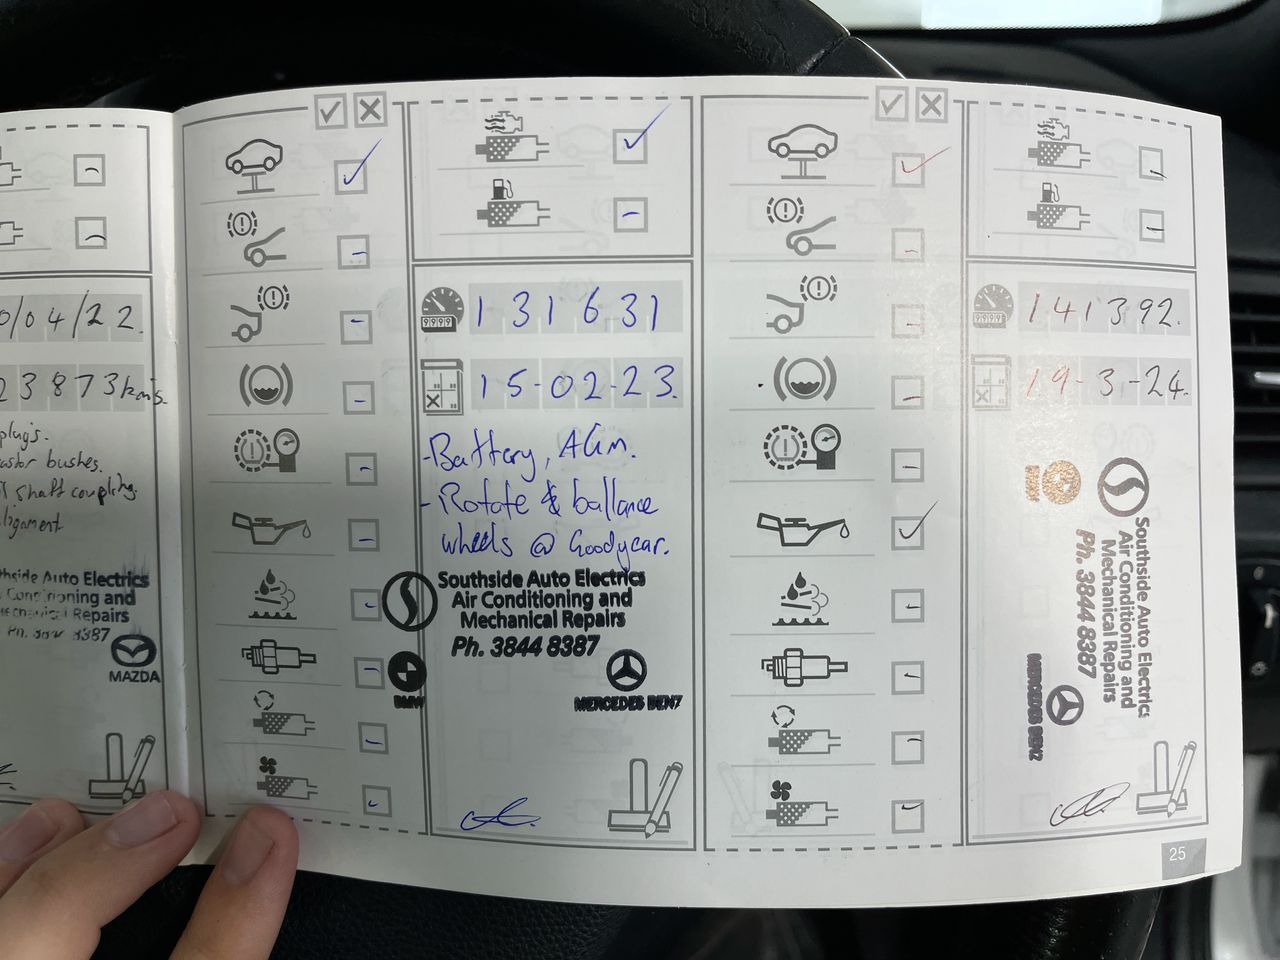 0/04/22.
23873kms.
plugs.
bushes.
shaft coupling.
Southside Auto Electrics
Air Conditioning and
Mechanical Repairs
Ph. 3844 8387
MAZDA
9999
131631
15-02-23.
-Battery,
-Rotate & ballance
wheels @ Goodyear.
Southside Auto Electrics
Air Conditioning and
Mechanical Repairs
Ph. 3844 8387
BMW
MERCEDES BENZ
9999
141392.
19-3-24.
BMW
Southside Auto Electrics
Air Conditioning and
Mechanical Repairs
Ph. 3844 8387
MERCEDES BENZ
25